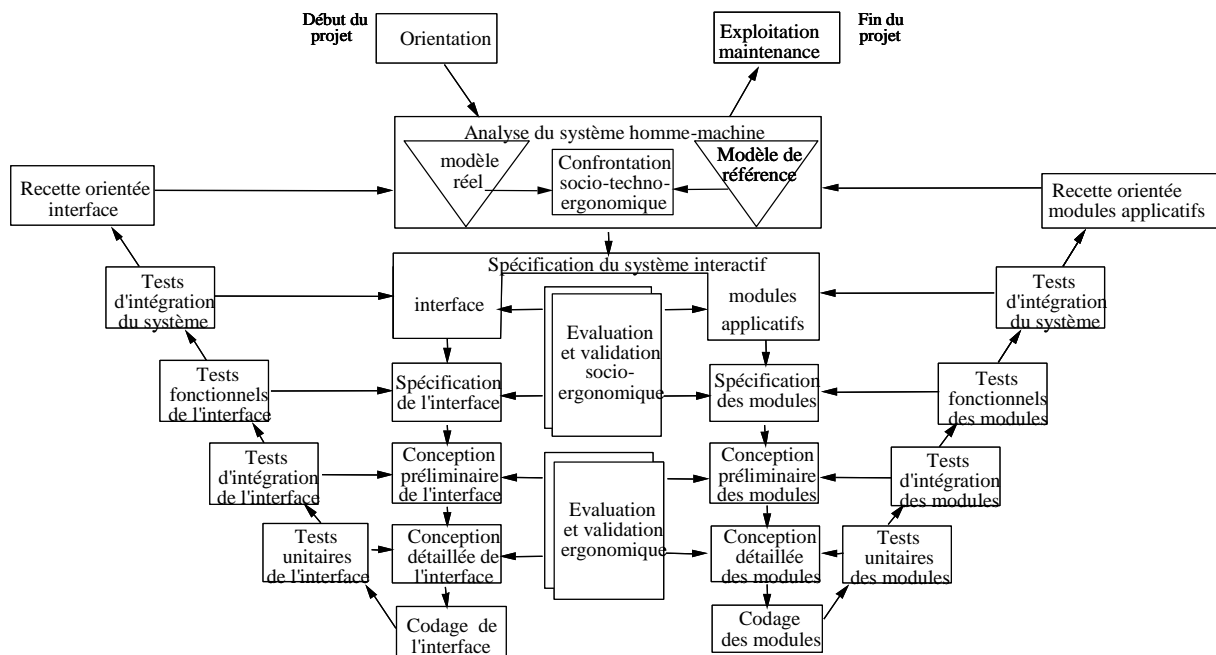 Début du
projet
Orientation
Exploitation
maintenance
Fin du
projet
Analyse du système homme-machine
modèle
réel
Confrontation
socio-techno-
ergonomique
Modèle de
référence
Recette orientée
interface
Recette orientée
modules applicatifs
Spécification du système interactif
Tests
d'intégration
du système
interface
modules
applicatifs
Tests
d'intégration
du système
Evaluation
et validation
socio-
ergonomique
Tests
fonctionnels
de l'interface
Spécification
de l'interface
Spécification
des modules
Tests
fonctionnels
des modules
Tests
d'intégration
de l'interface
Conception
préliminaire
de l'interface
Conception
préliminaire
des modules
Tests
d'intégration
des modules
Evaluation
et validation
ergonomique
Tests
unitaires
de l'interface
Conception
détaillée de
l'interface
Conception
détaillée
des modules
Tests
unitaires
des modules
Codage de
l'interface
Codage
des modules